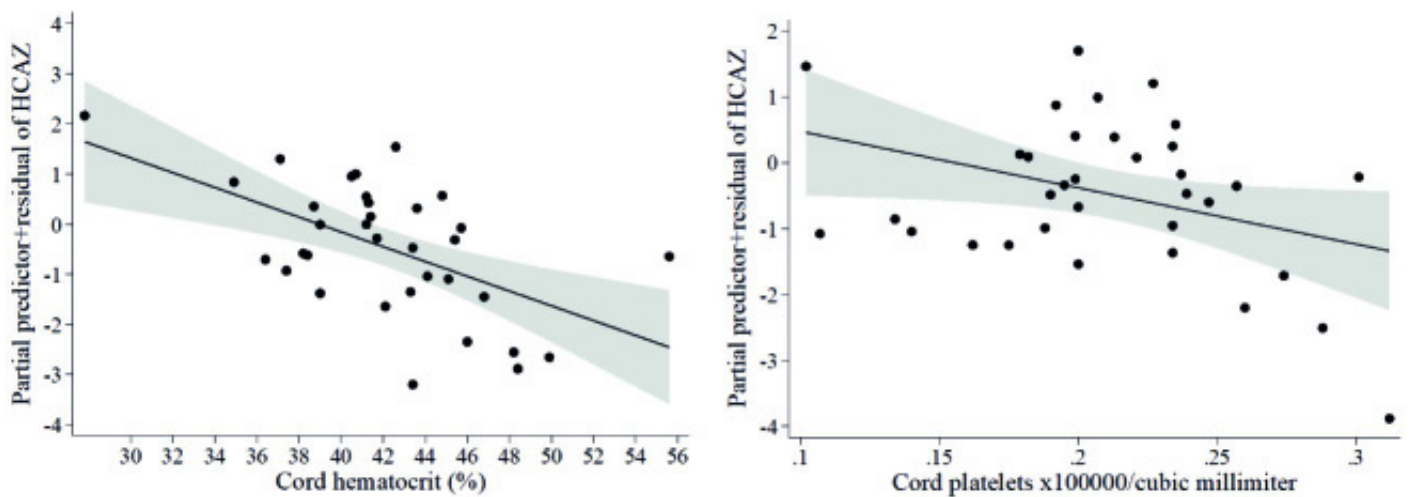 Partial predictor+residual of HCAZ
4
3
2
1
0
-1
-2
-3
-4
30 32 34 36 38 40 42 44 46 48 50 52 54 56
Cord hematocrit (%)
Partial predictor+residual of HCAZ
2
1
0
-1
-2
-3
-4
.1 .15 .2 .25 .3
Cord platelets x100000/cubic millimiter